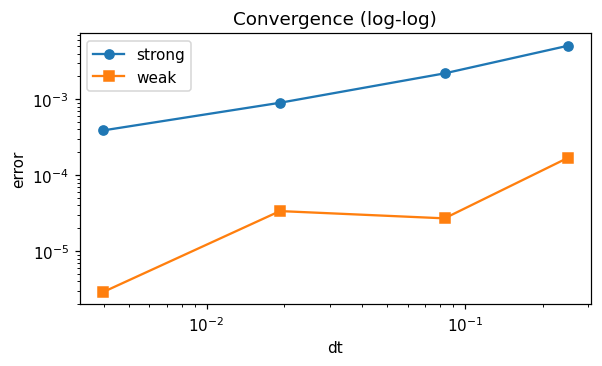 Convergence (log-log)
strong
weak
10⁻³
10⁻⁴
10⁻⁵
error
10⁻² 10⁻¹
dt